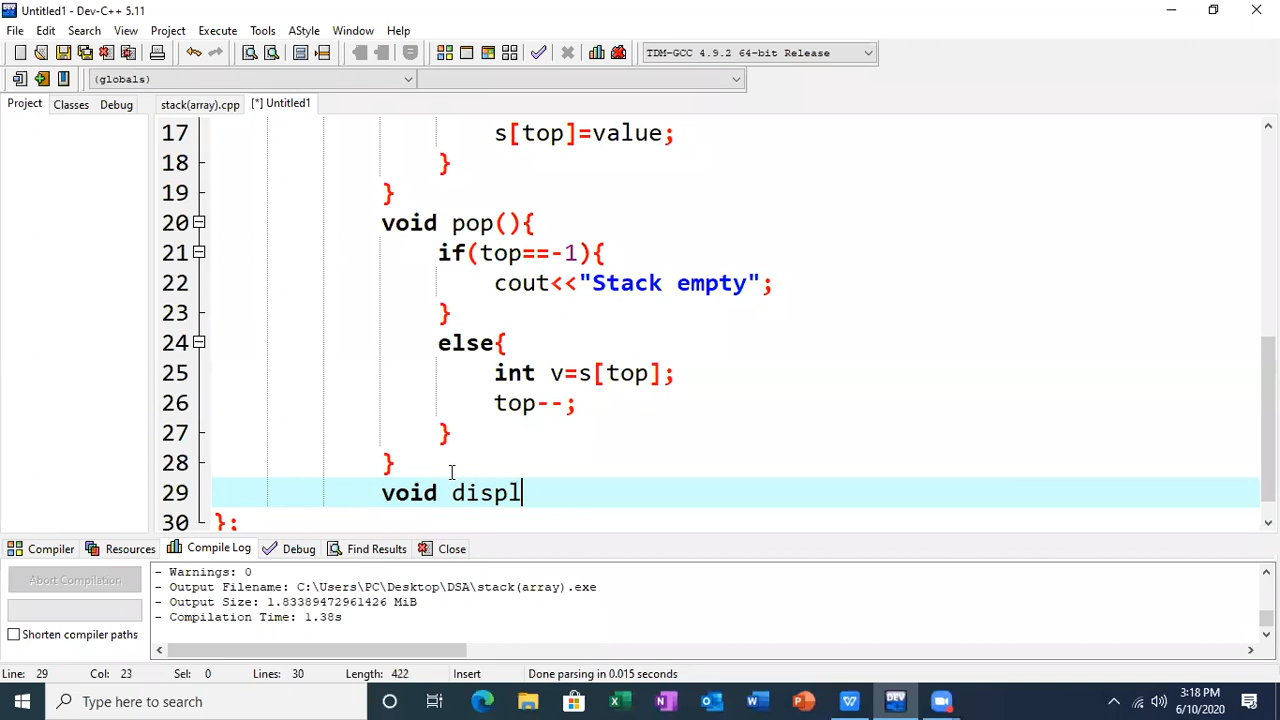 Untitled1 - Dev-C++ 5.11
File Edit Search View Project Execute Tools AStyle Window Help
TDM-GCC 4.9.2 64-bit Release
(globals)
Project Classes Debug stack(array).cpp [*] Untitled1
17 s[top]=value;
18 }
19 }
20 void pop(){
21 if(top==-1){
22 cout<<"Stack empty";
23 }
24 else{
25 int v=s[top];
26 top--;
27 }
28 }
29 void displ
30 };
Compiler Resources Compile Log Debug Find Results Close
Abort Compilation
Shorten compiler paths
- Warnings: 0
- Output Filename: C:\Users\PC\Desktop\DSA\stack(array).exe
- Output Size: 1.83389472961426 MiB
- Compilation Time: 1.38s
Line: 29 Col: 23 Sel: 0 Lines: 30 Length: 422 Insert Done parsing in 0.015 seconds
Type here to search
DEV
3:18 PM
6/10/2020